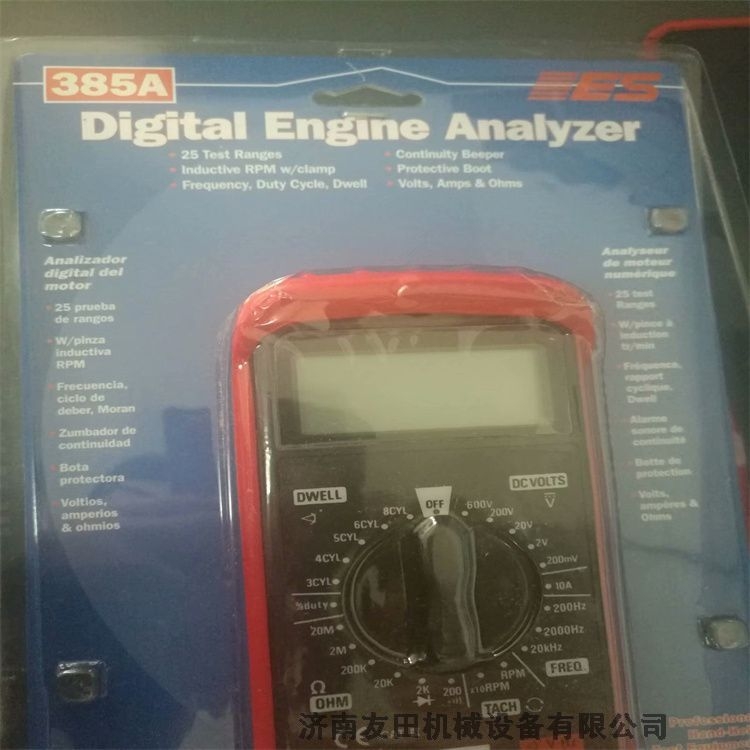 385A
ES
Digital Engine Analyzer
• 25 Test Ranges
• Inductive RPM w/clamp
• Frequency, Duty Cycle, Dwell
• Continuity Beeper
• Protective Boot
• Volts, Amps & Ohms
Analizador
digital del
motor
• 25 prueba
de rangos
• W/pinza
inductiva
RPM
• Frecuencia,
ciclo de
deber, Moran
• Zumbador de
continuidad
• Bota
protectora
• Voltios,
amperios
& ohmios
Analyseur
de moteur
numérique
• 25 test
Ranges
• W/pince à
induction
tr/min
• Fréquence,
rapport
cyclique,
Dwell
• Alarme
sonore de
continuité
• Botte de
protection
• Volts,
ampères &
Ohms
DWELL
DC VOLTS
V
OFF
8CYL
6CYL
5CYL
4CYL
3CYL
%duty
20M
2M
200K
20K
2K
200
x10RPM
RPM
20kHz
2000Hz
200Hz
10A
200mV
2V
20V
200V
600V
FREQ.
Ω
OHM
TACH
CE
济南友田机械设备有限公司